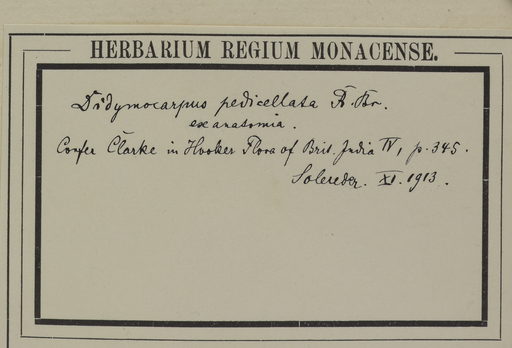 HERBARIUM REGIUM MONACENSE.
Didymocarpus pedicellata R. Br.
ex anatomia.
Confer Clarke in Hooker Flora of Brit. India IV, p. 345.
Solereder. XI. 1913.